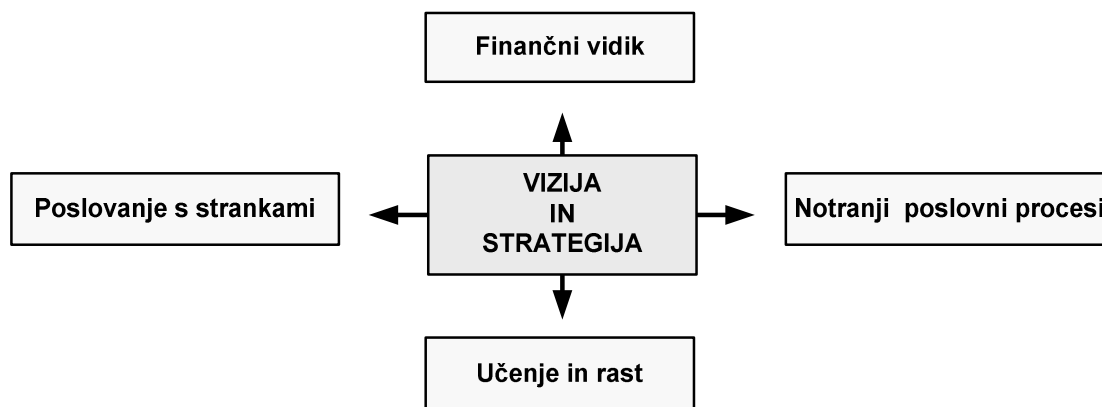 Finančni vidik
Poslovanje s strankami
VIZIJA
IN
STRATEGIJA
Notranji poslovni procesi
Učenje in rast